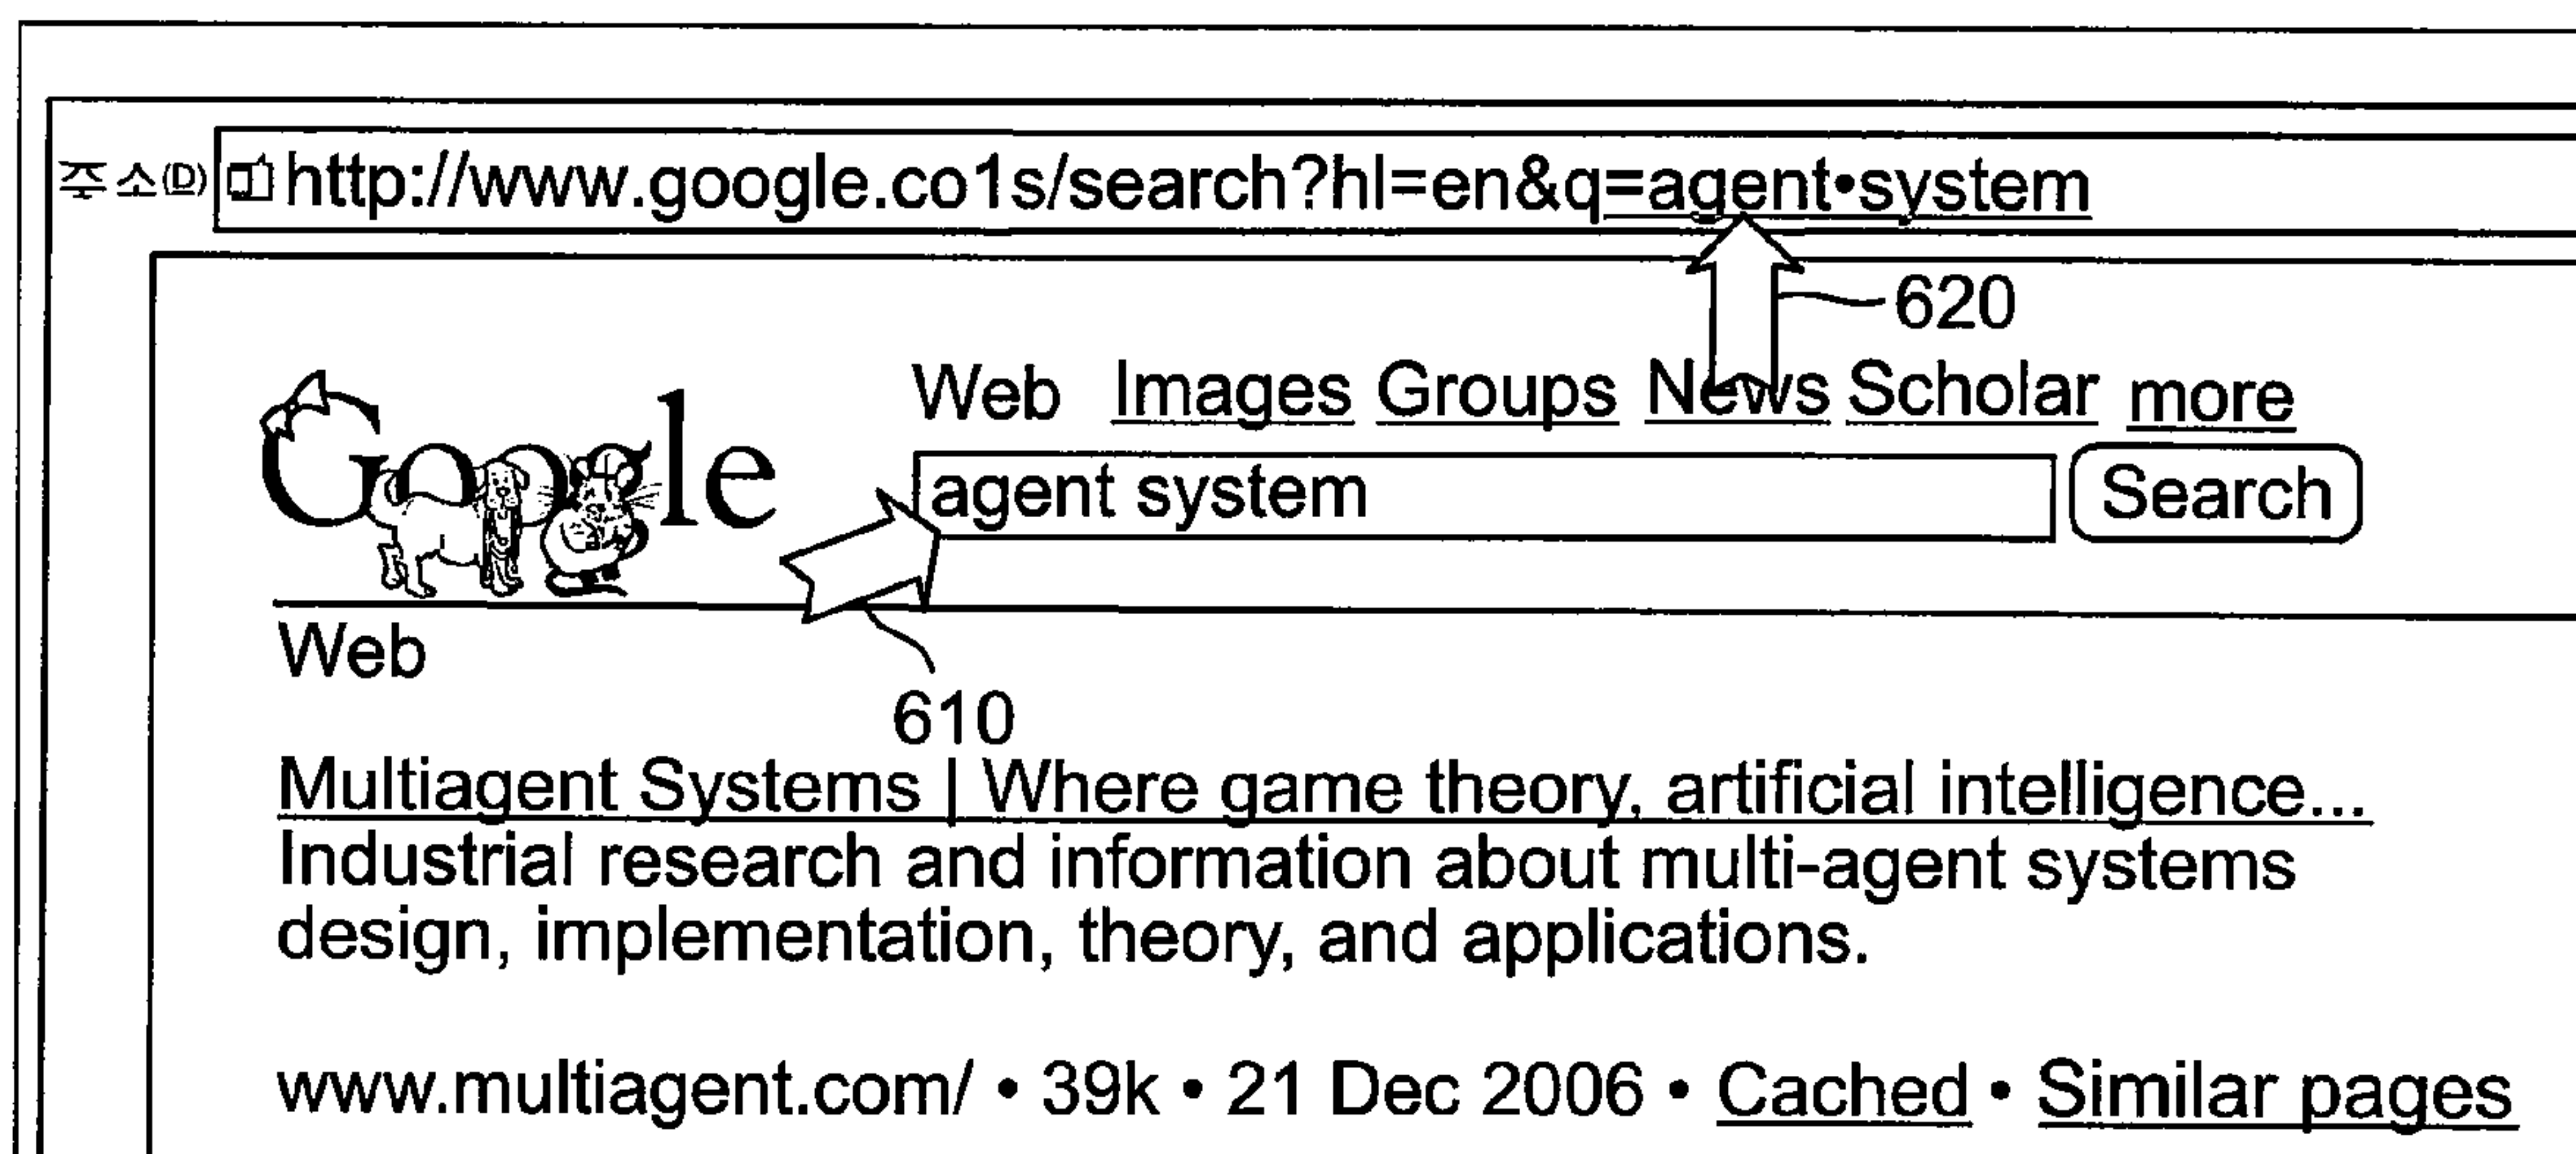 주소(D) http://www.google.co1s/search?hl=en&q=agent•system
620
Google
Web Images Groups News Scholar more
agent system Search
Web
610
Multiagent Systems | Where game theory, artificial intelligence...
Industrial research and information about multi-agent systems
design, implementation, theory, and applications.
www.multiagent.com/ • 39k • 21 Dec 2006 • Cached • Similar pages